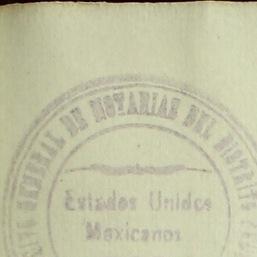 GENERAL DE NOTARIAS DEL DISTRITO
Estados Unidos
Mexicanos